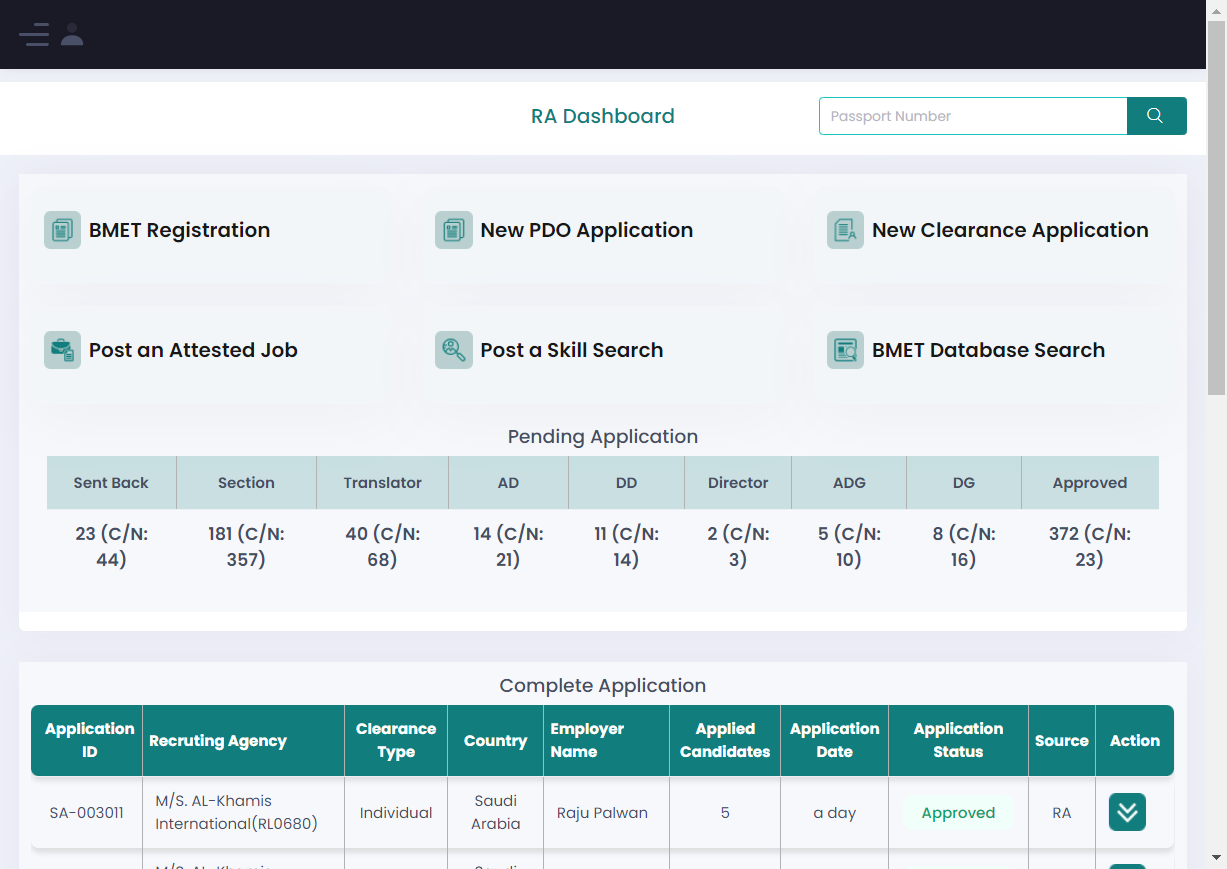 RA Dashboard
Passport Number
BMET Registration
New PDO Application
New Clearance Application
Post an Attested Job
Post a Skill Search
BMET Database Search
Pending Application
Sent Back Section Translator AD DD Director ADG DG Approved
23 (C/N: 181 (C/N: 40 (C/N: 14 (C/N: 11 (C/N: 2 (C/N: 5 (C/N: 8 (C/N: 372 (C/N:
44) 357) 68) 21) 14) 3) 10) 16) 23)
Complete Application
Application ID Recruting Agency Clearance Type Country Employer Name Applied Candidates Application Date Application Status Source Action
SA-003011 M/S. AL-Khamis International(RL0680) Individual Saudi Arabia Raju Palwan 5 a day Approved RA